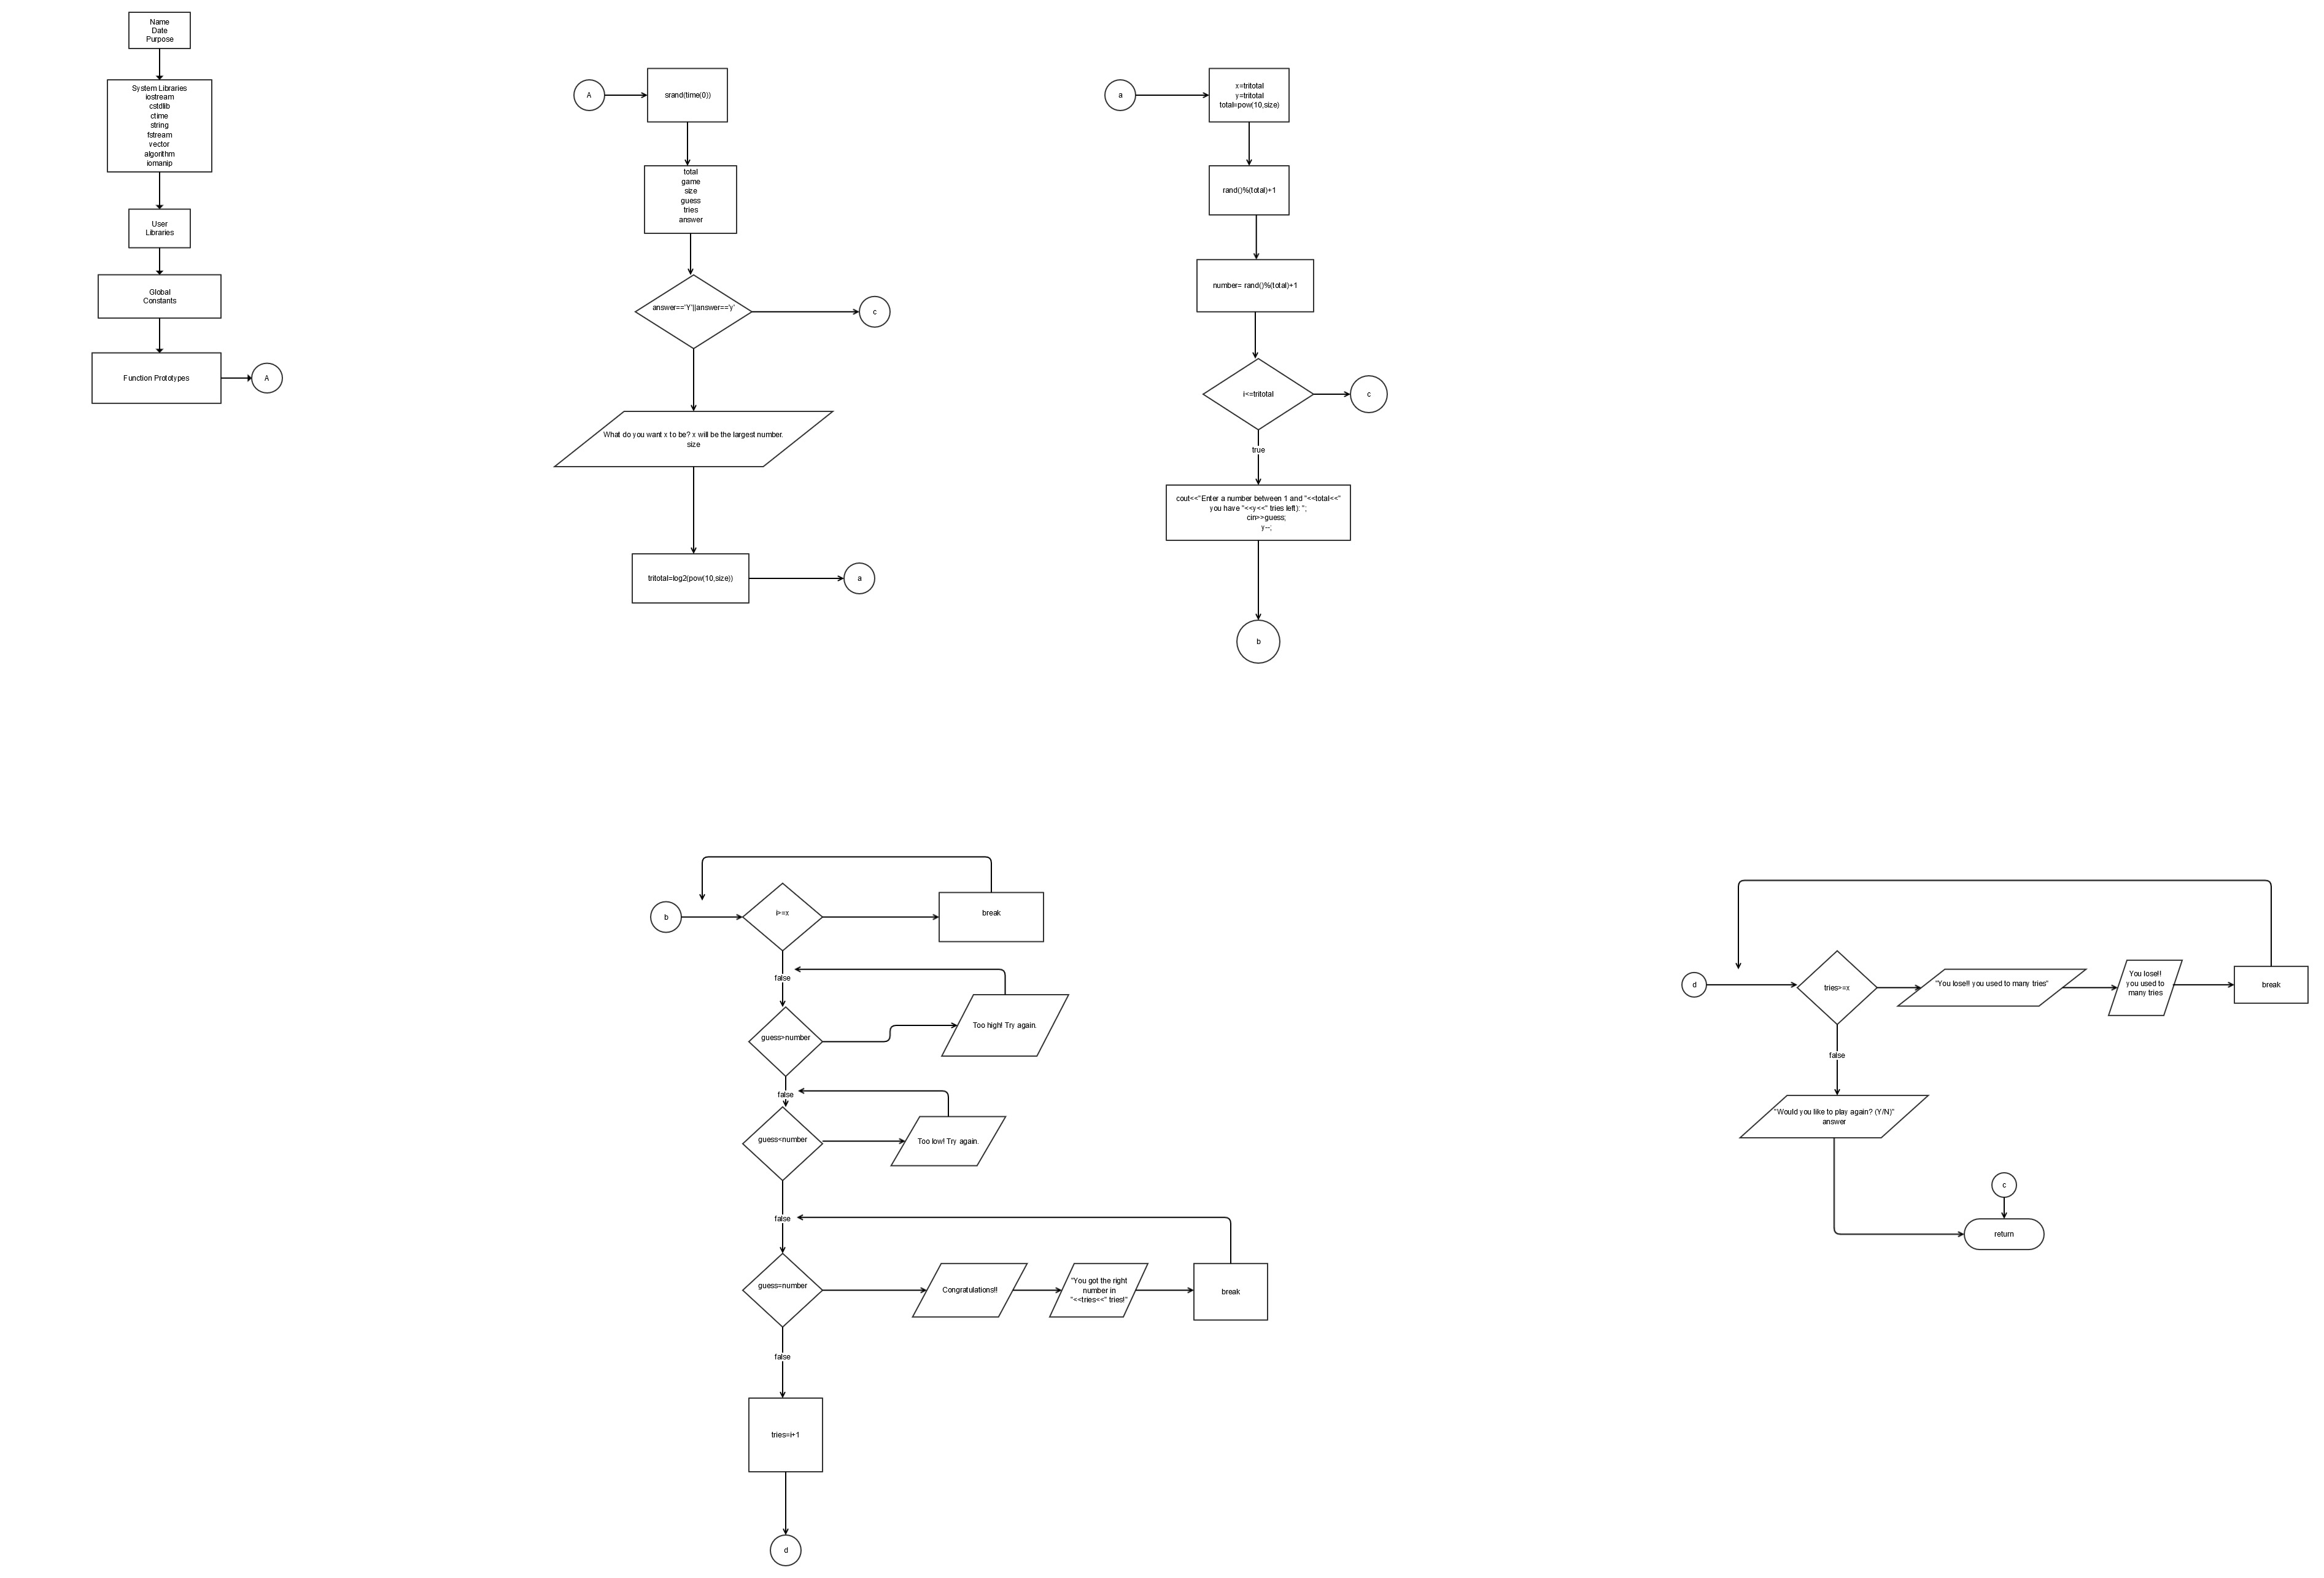 Name
Date
Purpose
System Libraries
iostream
cstdlib
ctime
string
fstream
vector
algorithm
iomanip
User
Libraries
Global
Constants
Function Prototypes
A
A
srand(time(0))
total
game
size
guess
tries
answer
answer=='Y'||answer=='y'
c
What do you want x to be? x will be the largest number.
size
tritotal=log2(pow(10,size))
a
a
x=tritotal
y=tritotal
total=pow(10,size)
rand()%(total)+1
number= rand()%(total)+1
i<=tritotal
c
true
cout<<"Enter a number between 1 and "<<total<<"
you have "<<y<<" tries left): ";
cin>>guess;
y--;
b
b
i>=x
break
false
guess>number
Too high! Try again.
false
guess<number
Too low! Try again.
false
guess=number
Congratulations!!
"You got the right
number in
"<<tries<<" tries!"
break
false
tries=i+1
d
d
tries>=x
"You lose!! you used to many tries"
You lose!!
you used to
many tries
break
false
"Would you like to play again? (Y/N)"
answer
c
return